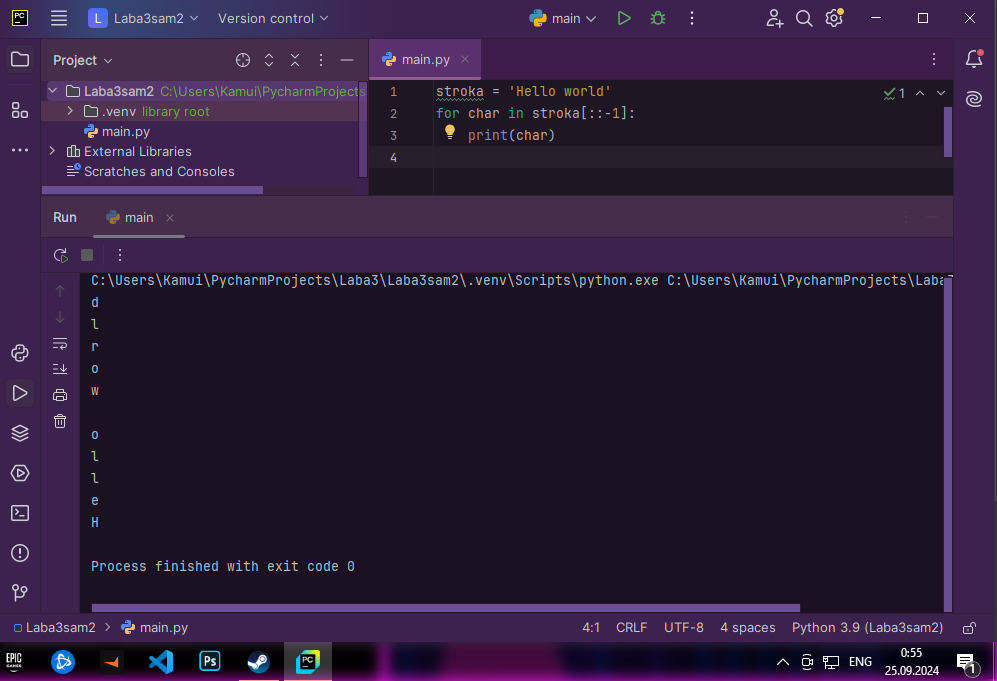 PC L Laba3sam2 Version control main
Project
main.py
Laba3sam2 C:\Users\Kamui\PycharmProjects
.venv library root
main.py
External Libraries
Scratches and Consoles
1 stroka = 'Hello world'
2 for char in stroka[::-1]:
3 print(char)
4
1
Run main
C:\Users\Kamui\PycharmProjects\Laba3\Laba3sam2\.venv\Scripts\python.exe C:\Users\Kamui\PycharmProjects\Laba
d
l
r
o
w
o
l
l
e
H
Process finished with exit code 0
Laba3sam2 main.py 4:1 CRLF UTF-8 4 spaces Python 3.9 (Laba3sam2)
EPIC
GAMES
Ps
PC
ENG
0:55
25.09.2024
1